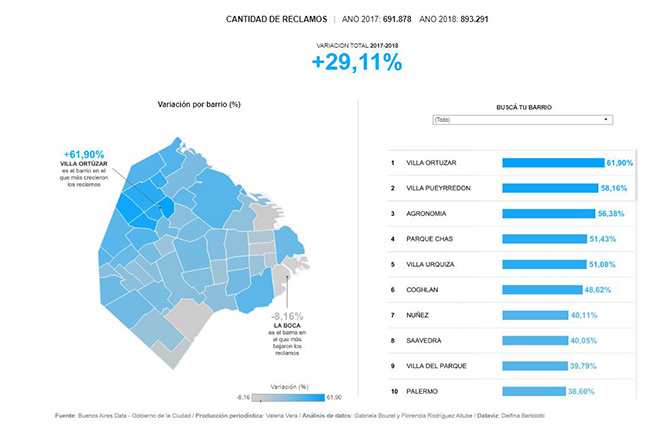 CANTIDAD DE RECLAMOS | ANO 2017: 691.878 ANO 2018: 893.291
VARIACION TOTAL 2017-2018
+29,11%
Variación por barrio (%)
+61,90%
VILLA ORTÚZAR
es el barrio en el
que más crecieron
los reclamos
-8,16%
LA BOCA
es el barrio en
el que más
bajaron los
reclamos
Variación (%)
-8,16 61,90
BUSCÁ TU BARRIO
(Todo)
1 VILLA ORTUZAR 61,90%
2 VILLA PUEYRREDON 58,16%
3 AGRONOMIA 56,38%
4 PARQUE CHAS 51,43%
5 VILLA URQUIZA 51,08%
6 COGHLAN 48,62%
7 NUÑEZ 40,11%
8 SAAVEDRA 40,05%
9 VILLA DEL PARQUE 39,79%
10 PALERMO 38,60%
Fuente: Buenos Aires Data - Gobierno de la Ciudad / Producción periodística: Valeria Vera / Análisis de datos: Gabriela Bouret y Florencia Rodríguez Altube / Dataviz: Delfina Bertolotti